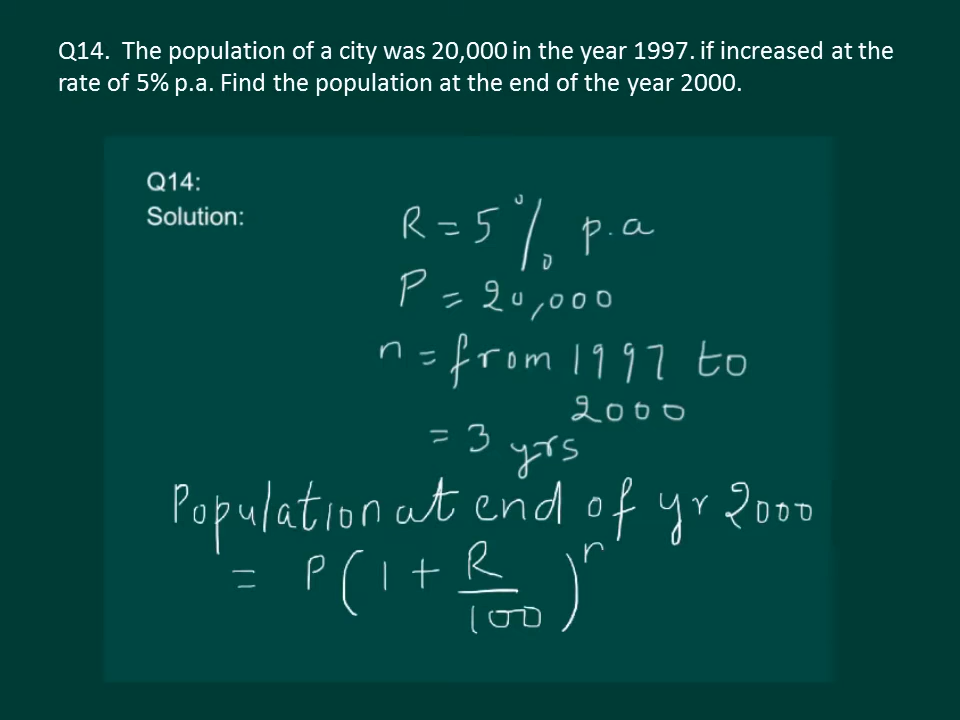 Q14.  The population of a city was 20,000 in the year 1997. if increased at the
rate of 5% p.a. Find the population at the end of the year 2000.
Q14:
Solution:
R = 5% p.a
P = 20,000
n = from 1997 to
2000
= 3 yrs
Population at end of yr 2000
= P(1 + R/100)^n